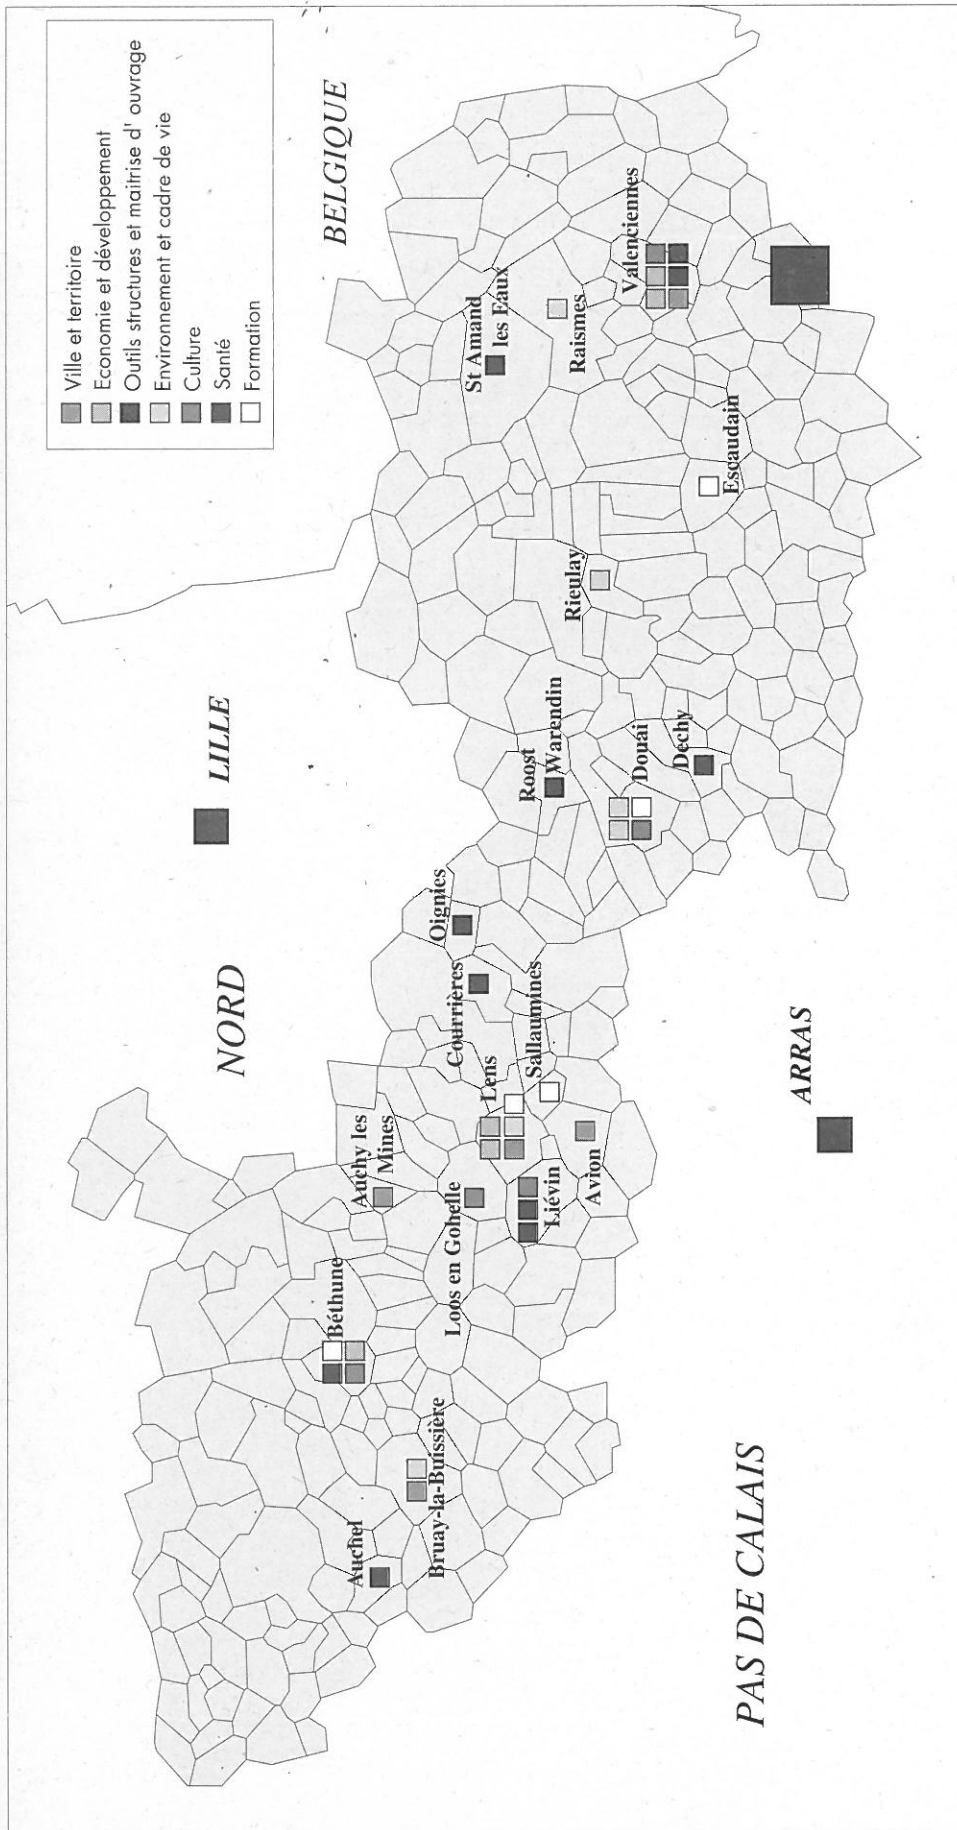 Ville et territoire
Economie et développement
Outils structures et maitrise d' ouvrage
Environnement et cadre de vie
Culture
Santé
Formation
BELGIQUE
LILLE
NORD
St Amand
les Eaux
Raismes
Valenciennes
Escaudain
Rieulay
Roost
Warendin
Douai
Dechy
Oignies
Courrières
Sallaumines
Lens
Auchy les
Mines
Loos en Gohelle
Liévin
Avion
Béthune
Bruay-la-Buissière
Auchel
ARRAS
PAS DE CALAIS